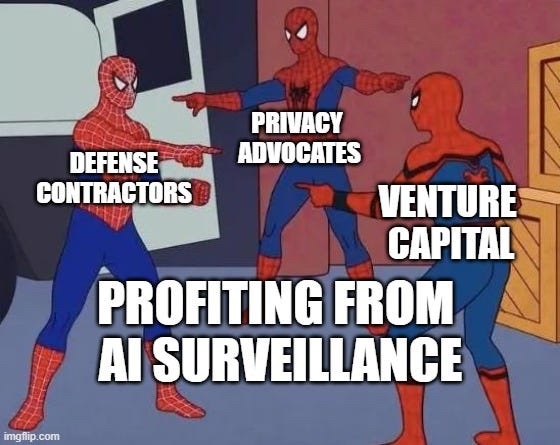 PRIVACY
ADVOCATES
DEFENSE
CONTRACTORS
VENTURE
CAPITAL
PROFITING FROM
AI SURVEILLANCE
imgflip.com